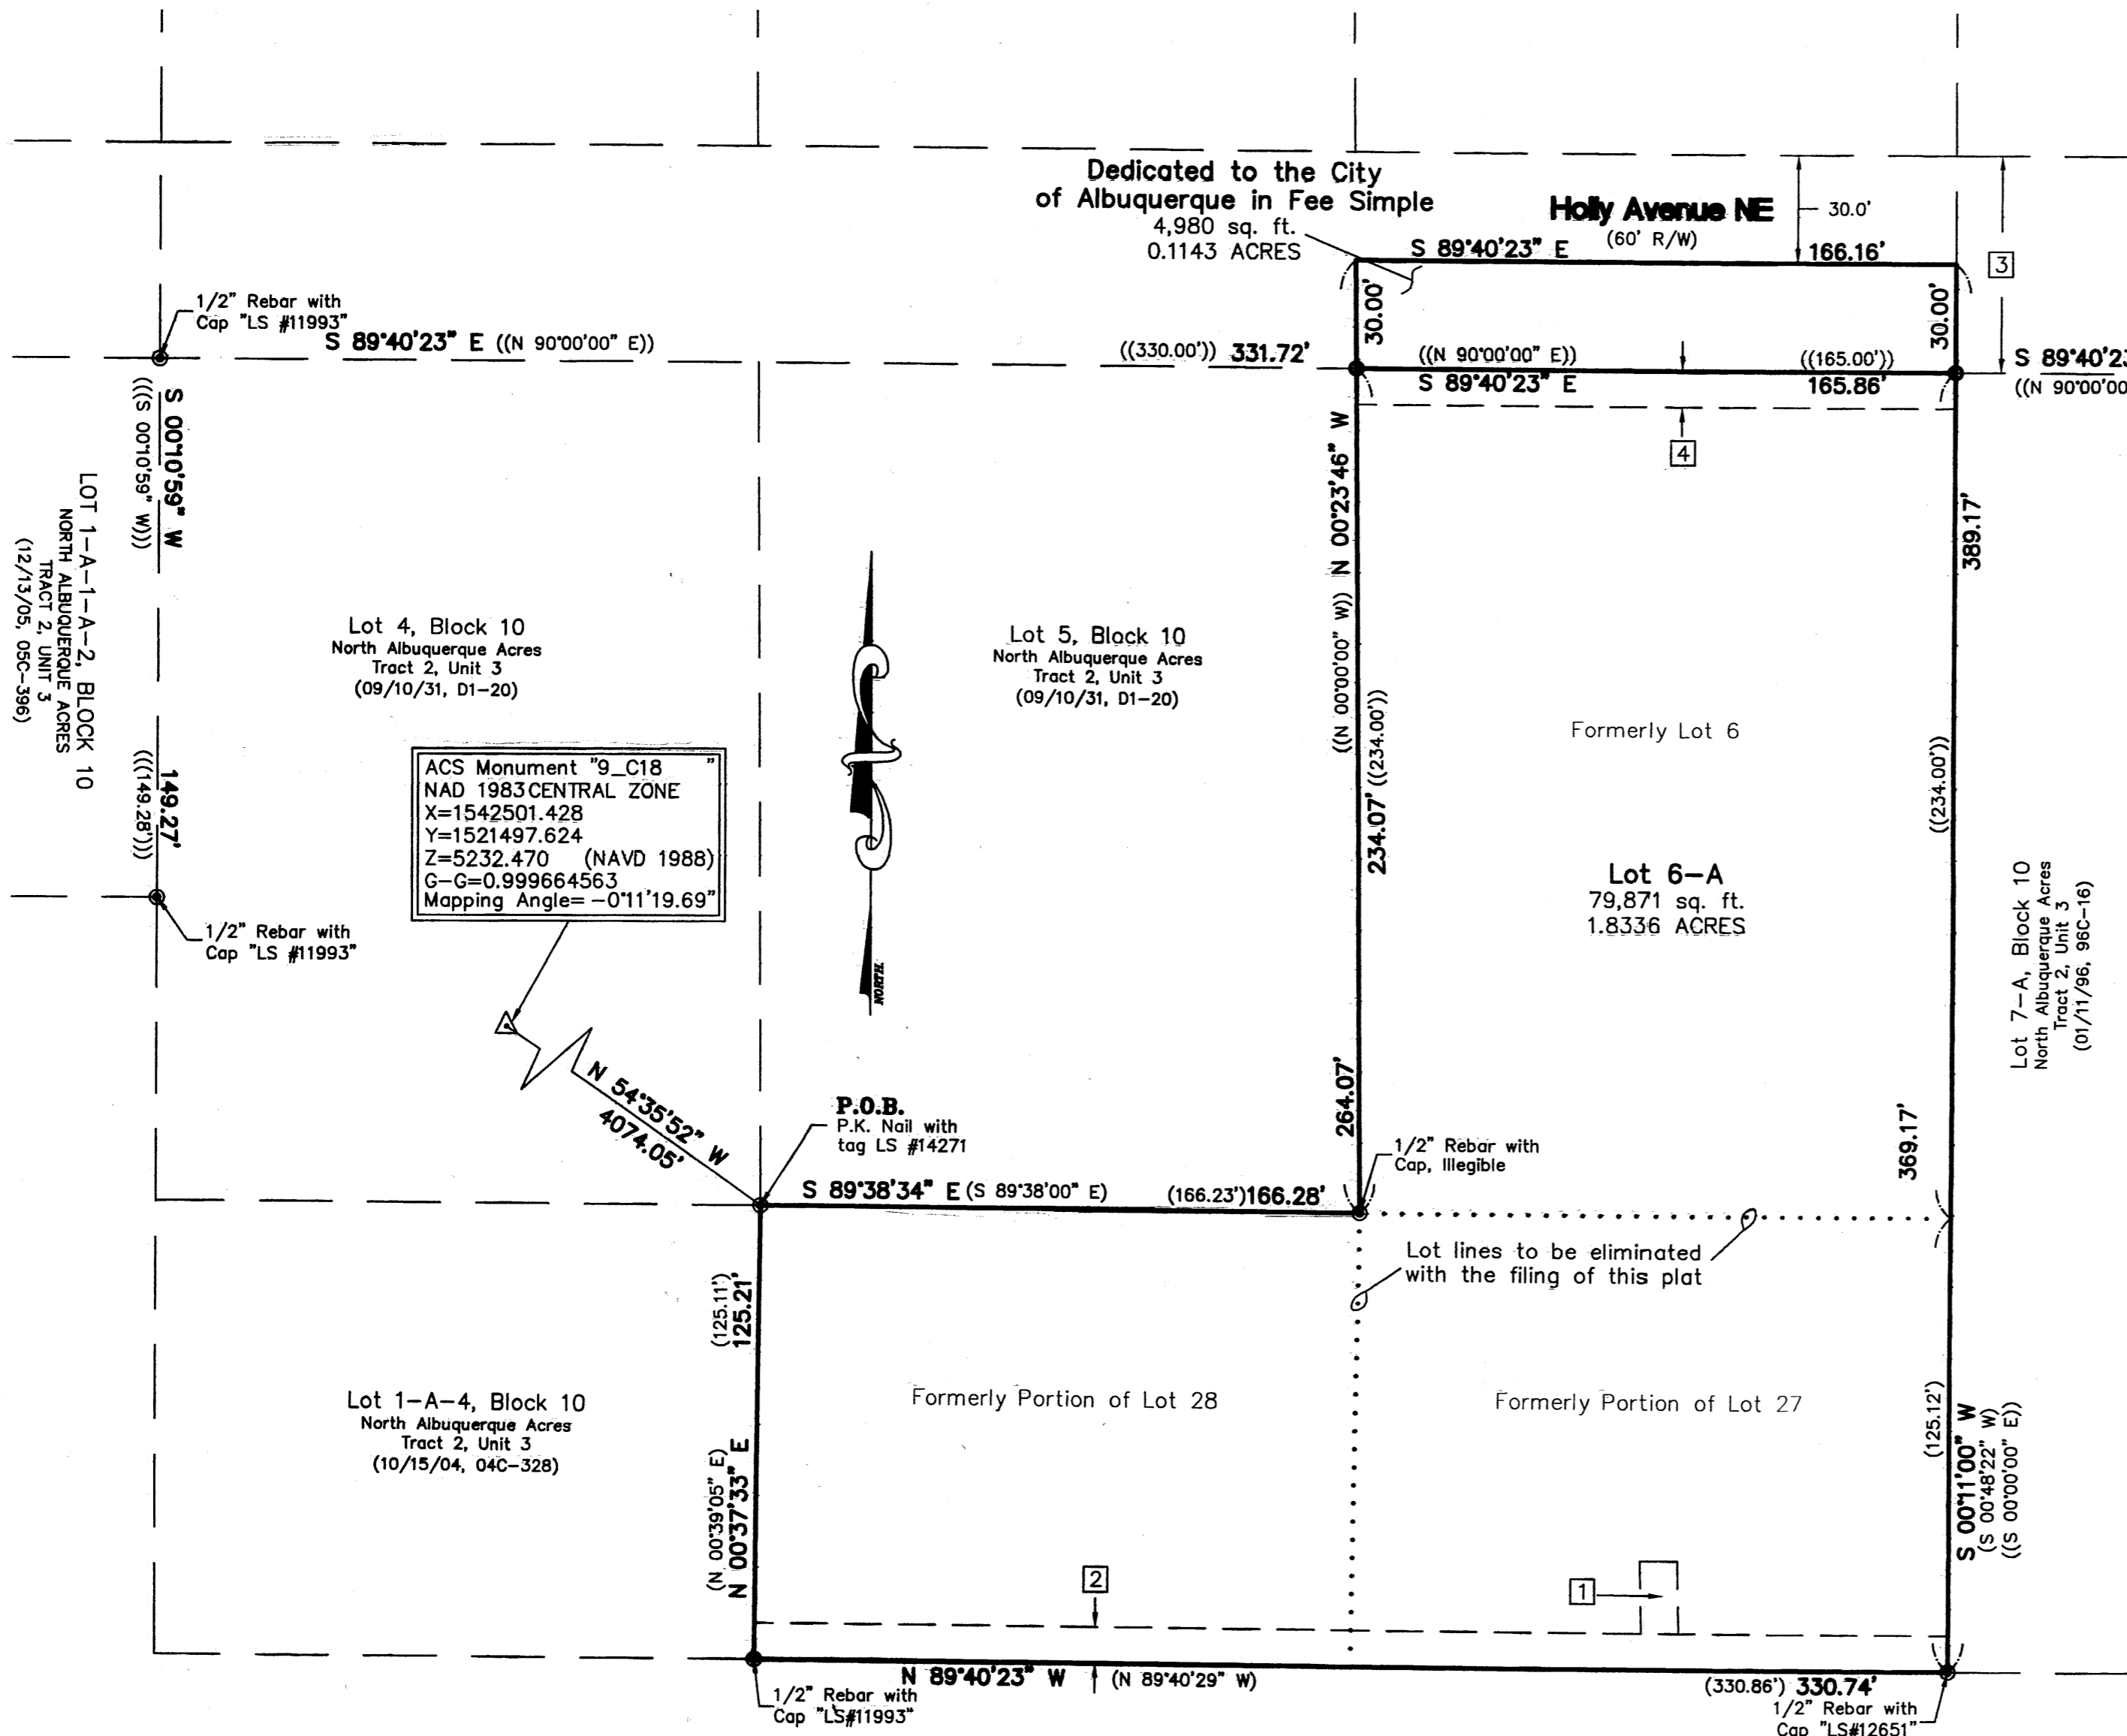 Dedicated to the City
of Albuquerque in Fee Simple
4,980 sq. ft.
0.1143 ACRES
Holly Avenue NE
(60' R/W)
30.0'
3
S 89°40'23" E
166.16'
30.00'
30.00'
1/2" Rebar with
Cap "LS #11993"
S 89°40'23" E ((N 90°00'00" E))
((330.00')) 331.72'
((N 90°00'00" E))
((165.00'))
S 89°40'23" E
165.86'
S 89°40'23
((N 90°00'00
4
S 00°10'59" W
(((S 00°10'59" W)))
149.27'
(((149.28')))
LOT 1-A-1-A-2, BLOCK 10
NORTH ALBUQUERQUE ACRES
TRACT 2, UNIT 3
(12/13/05, 05C-396)
Lot 4, Block 10
North Albuquerque Acres
Tract 2, Unit 3
(09/10/31, D1-20)
Lot 5, Block 10
North Albuquerque Acres
Tract 2, Unit 3
(09/10/31, D1-20)
((N 00°00'00" W)) N 00°23'46" W
234.07' ((234.00'))
264.07'
389.17'
((234.00'))
369.17'
Formerly Lot 6
Lot 6-A
79,871 sq. ft.
1.8336 ACRES
Lot 7-A, Block 10
North Albuquerque Acres
Tract 2, Unit 3
(01/11/96, 96C-16)
ACS Monument "9_C18 "
NAD 1983 CENTRAL ZONE
X=1542501.428
Y=1521497.624
Z=5232.470 (NAVD 1988)
G-G=0.999664563
Mapping Angle= -0°11'19.69"
NORTH.
1/2" Rebar with
Cap "LS #11993"
N 54°35'52" W
4074.05'
P.O.B.
P.K. Nail with
tag LS #14271
1/2" Rebar with
Cap, Illegible
S 89°38'34" E (S 89°38'00" E)
(166.23') 166.28'
Lot lines to be eliminated
with the filing of this plat
(125.11')
125.21'
(N 00°39'05" E)
N 00°37'33" E
Lot 1-A-4, Block 10
North Albuquerque Acres
Tract 2, Unit 3
(10/15/04, 04C-328)
Formerly Portion of Lot 28
Formerly Portion of Lot 27
(125.12')
S 00°11'00" W
(S 00°48'22" W)
((S 00°00'00" E))
2
1
N 89°40'23" W (N 89°40'29" W)
(330.86') 330.74'
1/2" Rebar with
Cap "LS#11993"
1/2" Rebar with
Cap "LS#12651"